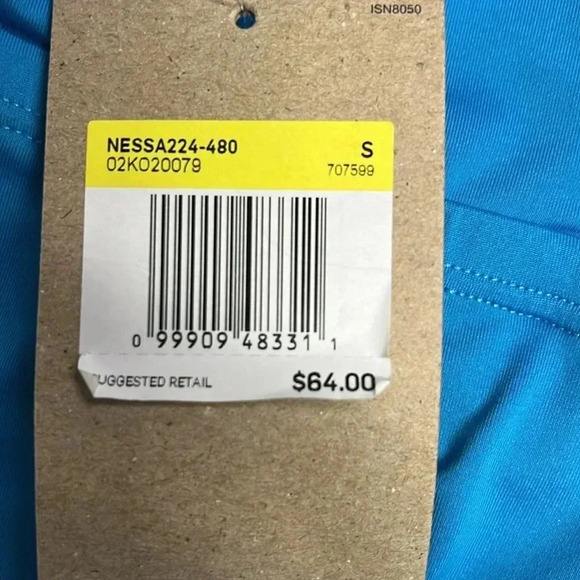 ISN8050
NESSA224-480 S
02KO20079 707599
0 99909 48331 1
UGGESTED RETAIL $64.00